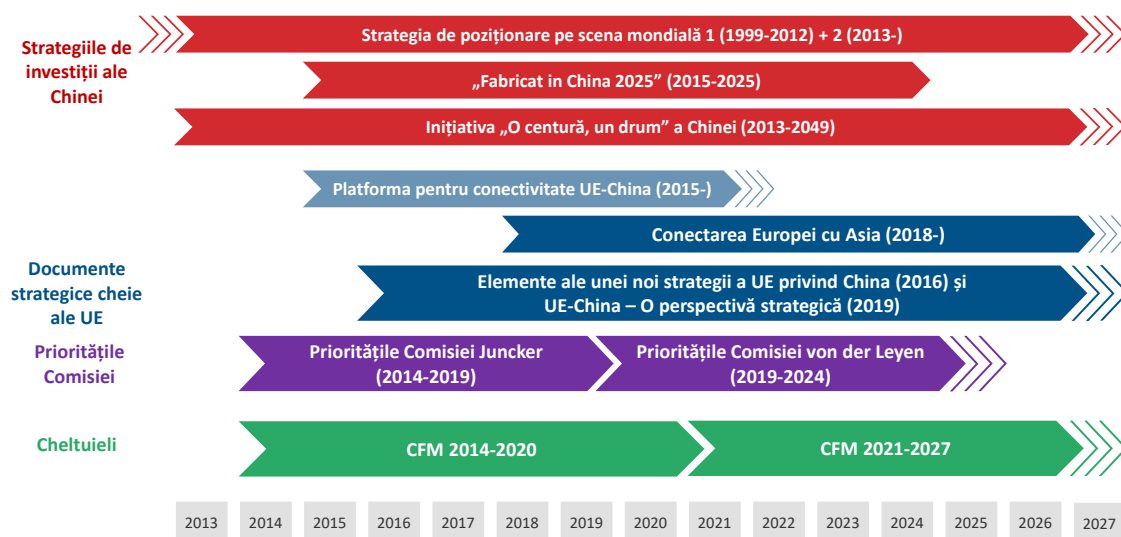 Strategiile de
investiții ale
Chinei
Strategia de poziționare pe scena mondială 1 (1999-2012) + 2 (2013-)
„Fabricat in China 2025” (2015-2025)
Inițiativa „O centură, un drum” a Chinei (2013-2049)
Platforma pentru conectivitate UE-China (2015-)
Conectarea Europei cu Asia (2018-)
Documente
strategice cheie
ale UE
Elemente ale unei noi strategii a UE privind China (2016) și
UE-China – O perspectivă strategică (2019)
Prioritățile
Comisiei
Prioritățile Comisiei Juncker
(2014-2019)
Prioritățile Comisiei von der Leyen
(2019-2024)
Cheltuieli
CFM 2014-2020
CFM 2021-2027
2013 2014 2015 2016 2017 2018 2019 2020 2021 2022 2023 2024 2025 2026 2027